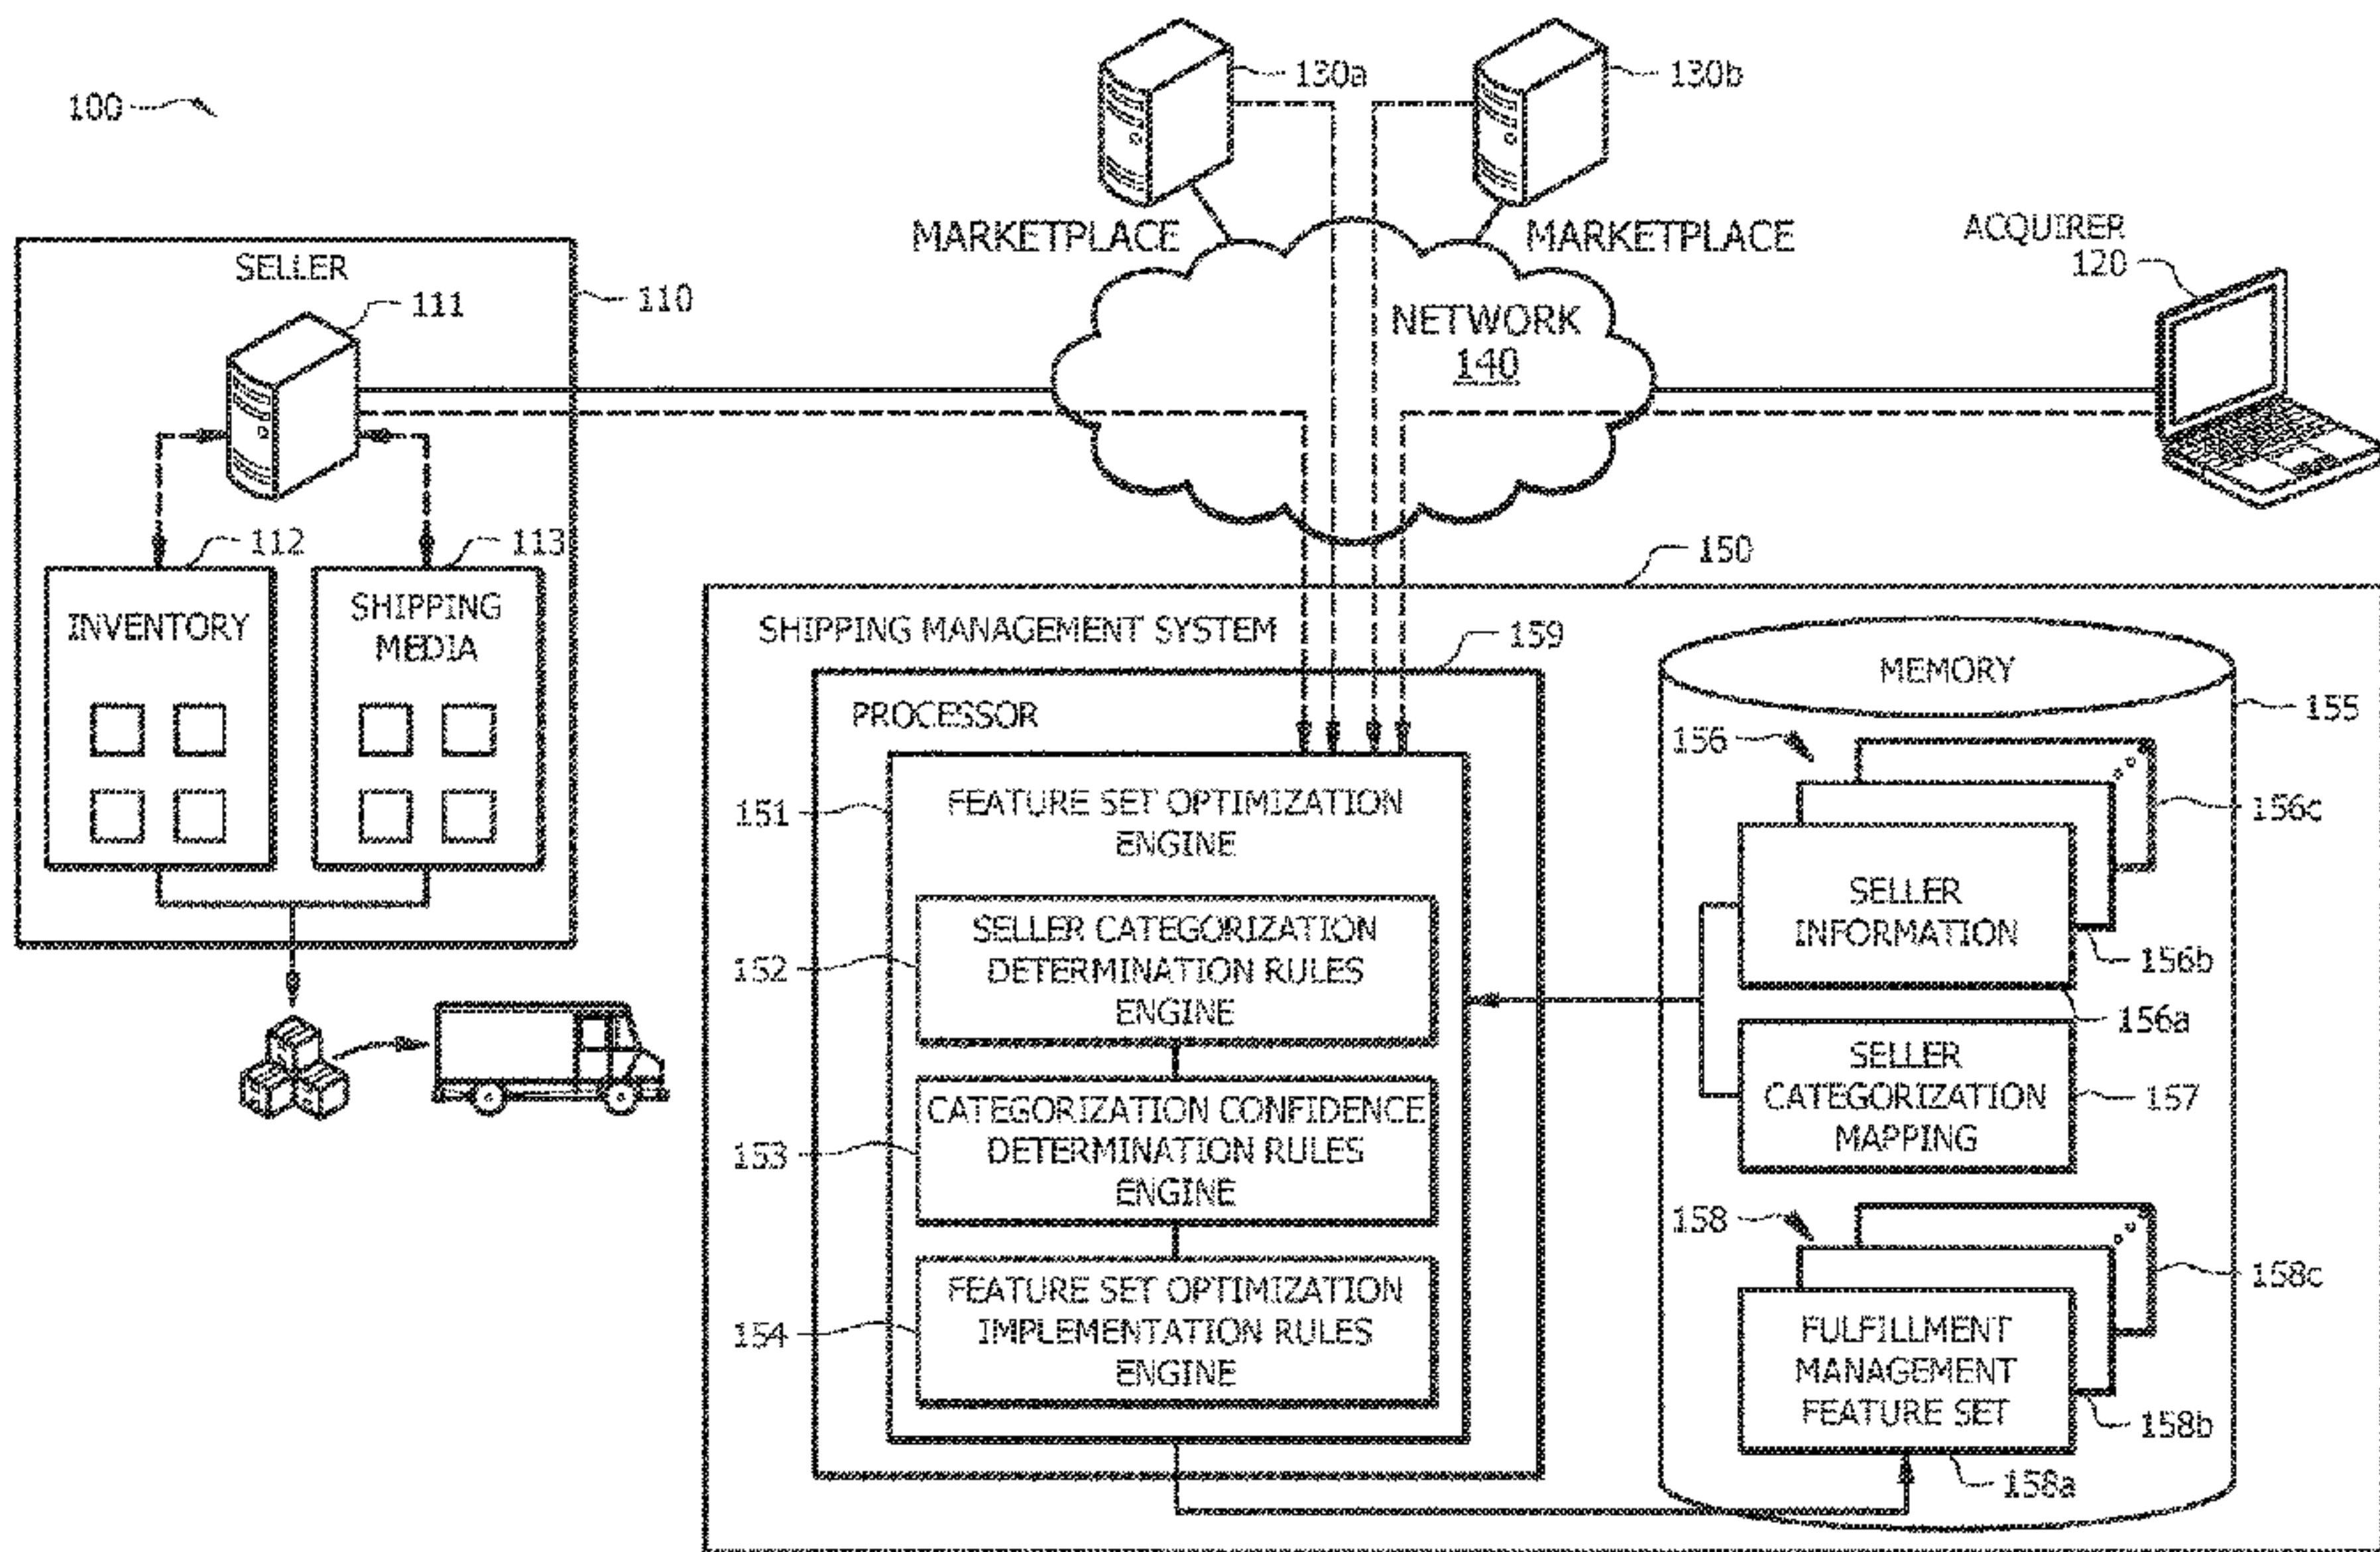 100
130a
130b
MARKETPLACE
MARKETPLACE
ACQUIRER
120
SELLER
110
111
NETWORK
140
112
113
INVENTORY
SHIPPING
MEDIA
150
SHIPPING MANAGEMENT SYSTEM
159
PROCESSOR
MEMORY
155
151
FEATURE SET OPTIMIZATION
ENGINE
152
SELLER CATEGORIZATION
DETERMINATION RULES
ENGINE
153
CATEGORIZATION CONFIDENCE
DETERMINATION RULES
ENGINE
154
FEATURE SET OPTIMIZATION
IMPLEMENTATION RULES
ENGINE
156
156c
SELLER
INFORMATION
156b
156a
SELLER
CATEGORIZATION
MAPPING
157
158
158c
FULFILLMENT
MANAGEMENT
FEATURE SET
158b
158a